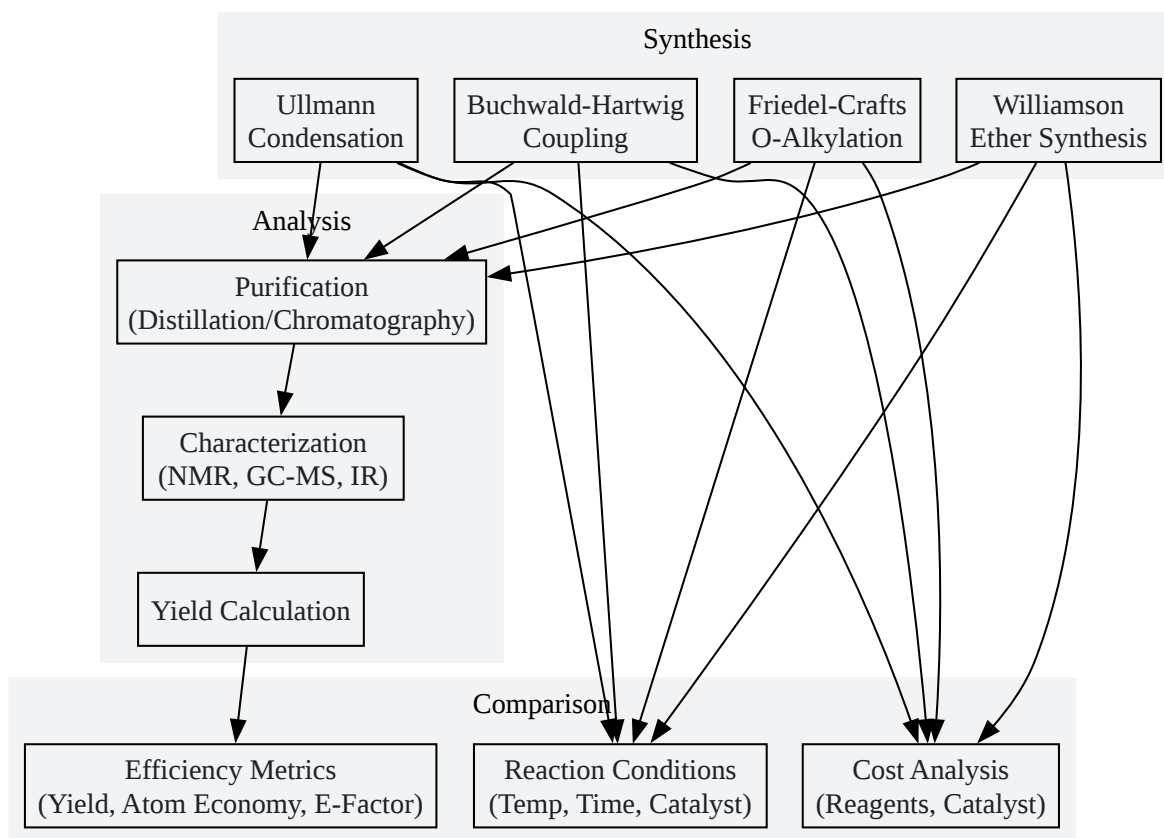 Synthesis
Ullmann
Condensation
Buchwald-Hartwig
Coupling
Friedel-Crafts
O-Alkylation
Williamson
Ether Synthesis
Analysis
Purification
(Distillation/Chromatography)
Characterization
(NMR, GC-MS, IR)
Yield Calculation
Comparison
Efficiency Metrics
(Yield, Atom Economy, E-Factor)
Reaction Conditions
(Temp, Time, Catalyst)
Cost Analysis
(Reagents, Catalyst)